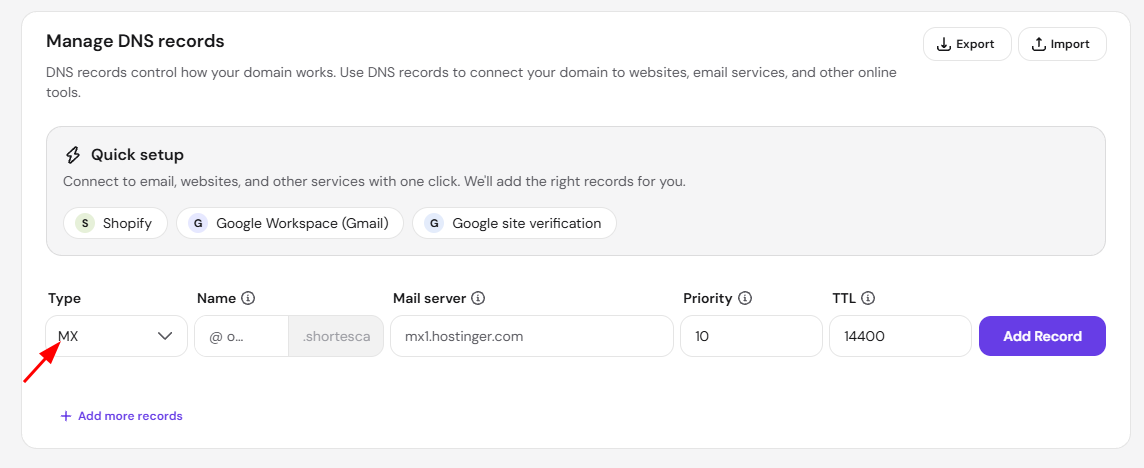 Manage DNS records
Export
Import
DNS records control how your domain works. Use DNS records to connect your domain to websites, email services, and other online
tools.
Quick setup
Connect to email, websites, and other services with one click. We'll add the right records for you.
S Shopify
G Google Workspace (Gmail)
G Google site verification
Type Name Mail server Priority TTL
MX @ o... .shortesca mx1.hostinger.com 10 14400 Add Record
+ Add more records